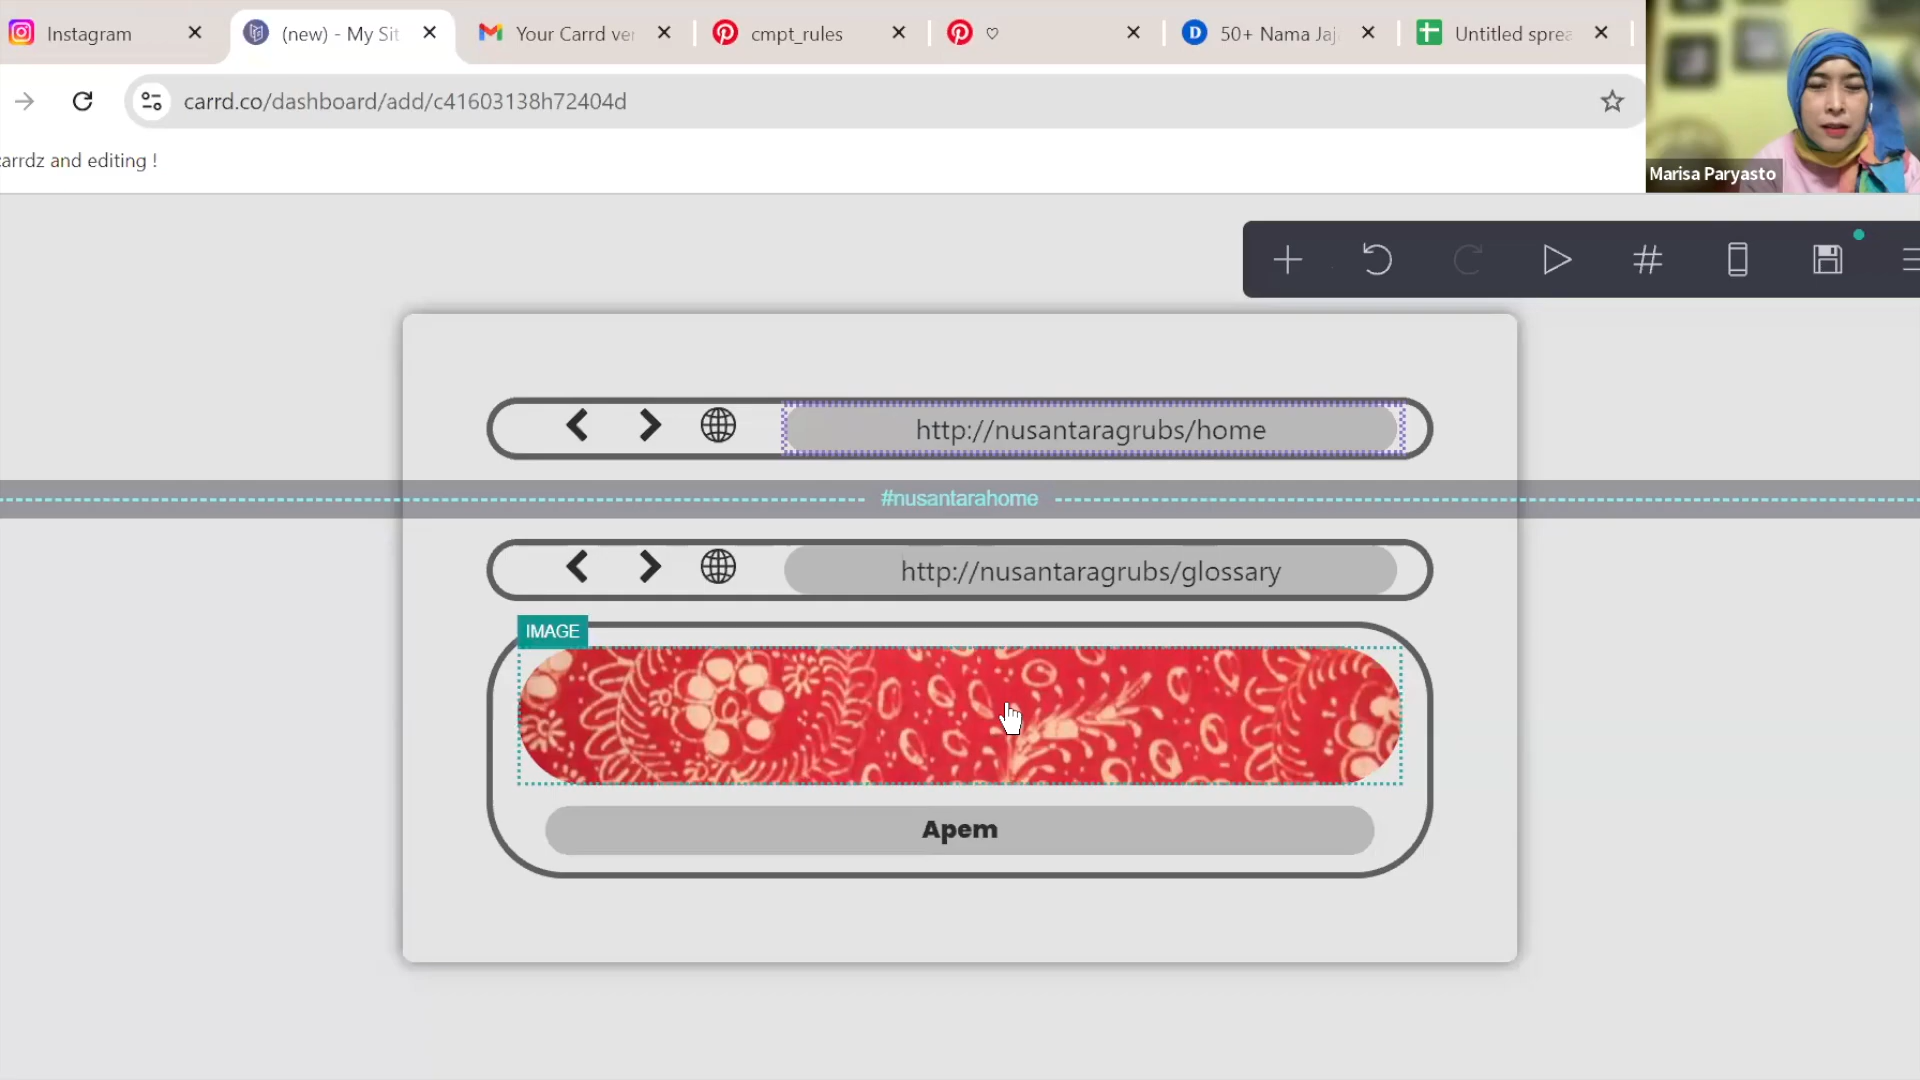 Instagram
(new) - My Sit
Your Carrd ver
cmpt_rules
♡
50+ Nama Jaj
Untitled sprea
carrd.co/dashboard/add/c41603138h72404d
carrdz and editing !
Marisa Paryasto
http://nusantaragrubs/home
#nusantarahome
http://nusantaragrubs/glossary
IMAGE
Apem